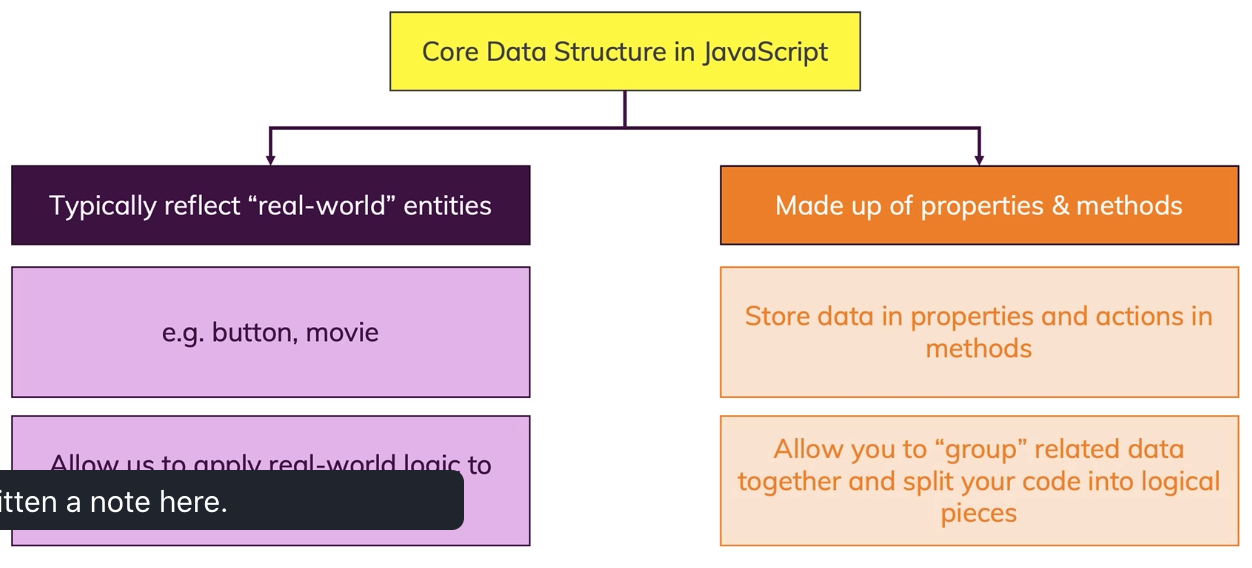 Core Data Structure in JavaScript
Typically reflect “real-world” entities
Made up of properties & methods
e.g. button, movie
Store data in properties and actions in
methods
Allow us to apply real-world logic to
Allow you to “group” related data
together and split your code into logical
pieces
a note here.